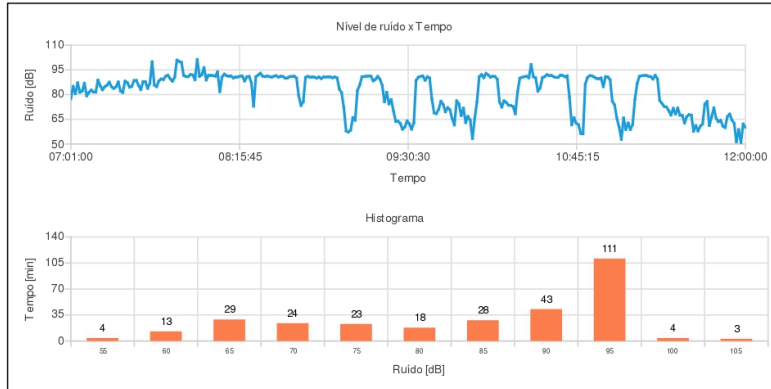 Nível de ruído x Tempo
Ruído [dB]
110
95
80
65
50
07:01:00 08:15:45 09:30:30 10:45:15 12:00:00
Tempo
Histograma
Tempo [min]
140
105
70
35
0
4 13 29 24 23 18 28 43 111 4 3
55 60 65 70 75 80 85 90 95 100 105
Ruído [dB]